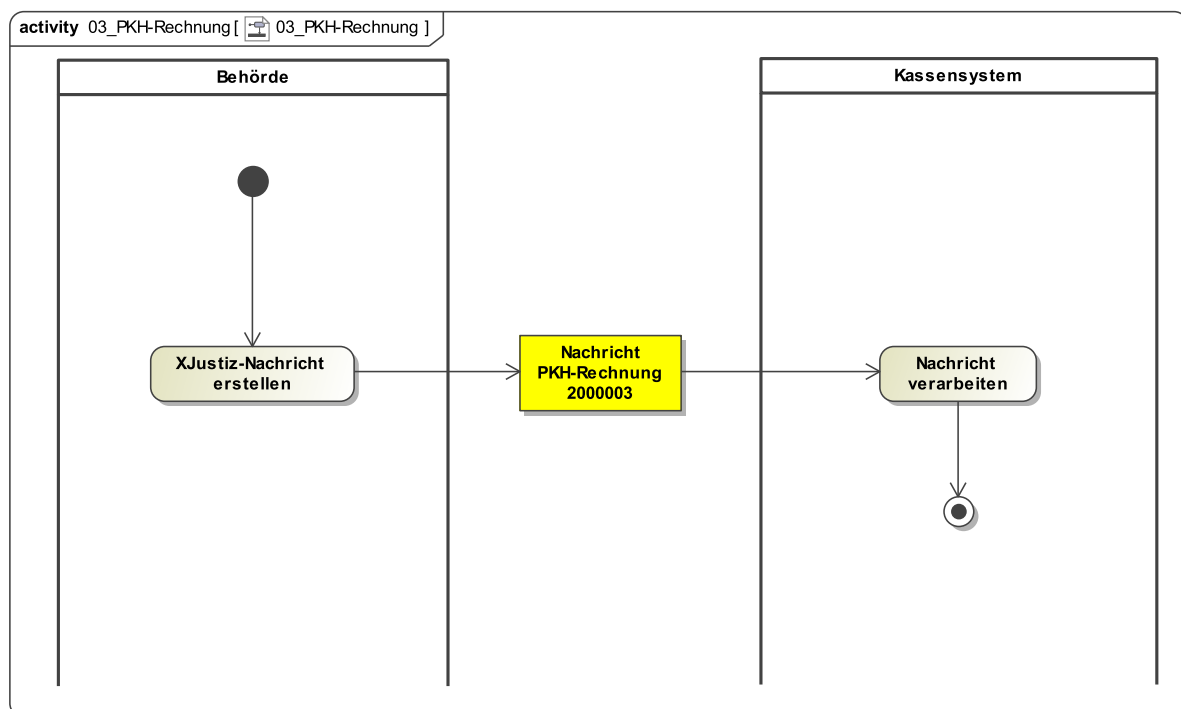 activity 03_PKH-Rechnung [ 03_PKH-Rechnung ]
Behörde
Kassensystem
XJustiz-Nachricht
erstellen
Nachricht
PKH-Rechnung
2000003
Nachricht
verarbeiten